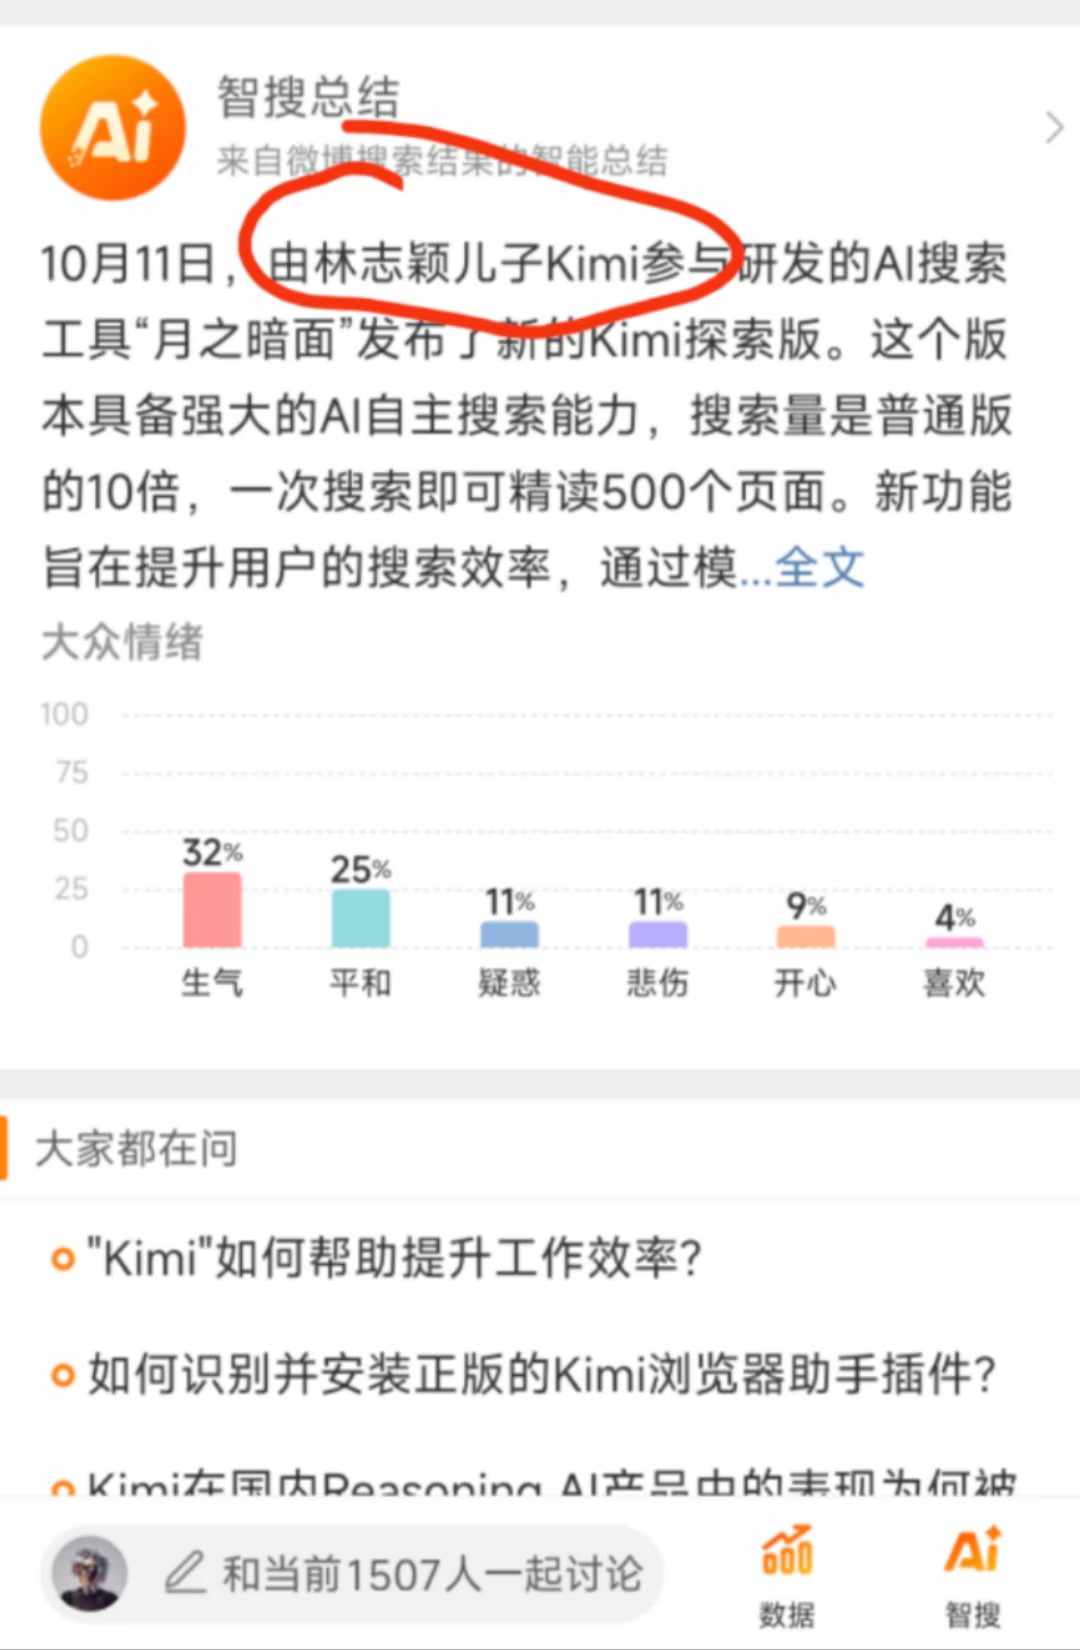 Ai
智搜总结
来自微博搜索结果的智能总结
10月11日，由林志颖儿子Kimi参与研发的AI搜索
工具“月之暗面”发布了新的Kimi探索版。这个版
本具备强大的AI自主搜索能力，搜索量是普通版
的10倍，一次搜索即可精读500个页面。新功能
旨在提升用户的搜索效率，通过模...全文
大众情绪
100
75
50
25
0
32% 25% 11% 11% 9% 4%
生气 平和 疑惑 悲伤 开心 喜欢
大家都在问
"Kimi"如何帮助提升工作效率？
如何识别并安装正版的Kimi浏览器助手插件？
Kimi在国内Reasoning AI产品中的表现为何被
和当前1507人一起讨论
数据
Ai
智搜